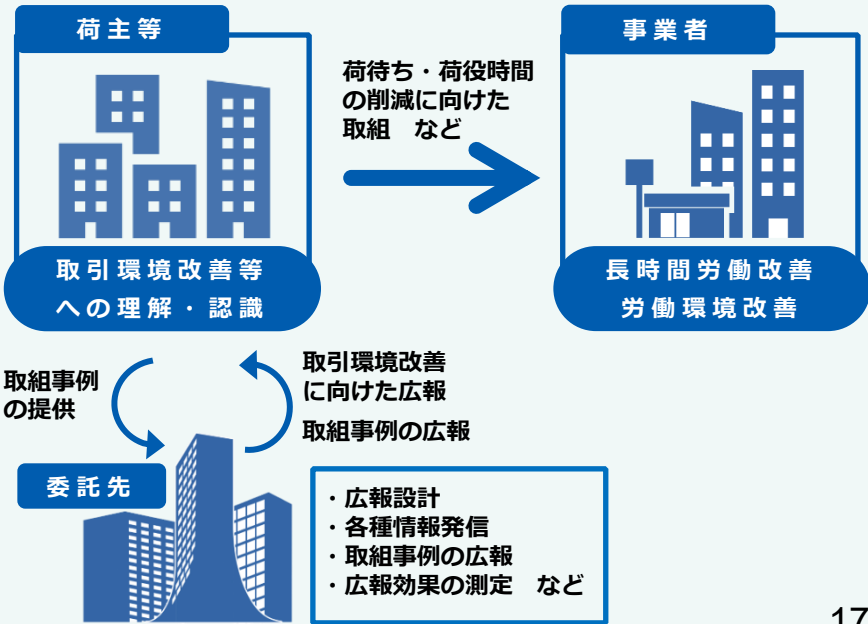 荷主等
事業者
荷待ち・荷役時間
の削減に向けた
取組　など
取引環境改善等
への理解・認識
長時間労働改善
労働環境改善
取組事例
の提供
取引環境改善
に向けた広報
取組事例の広報
委託先
・広報設計
・各種情報発信
・取組事例の広報
・広報効果の測定　など
17